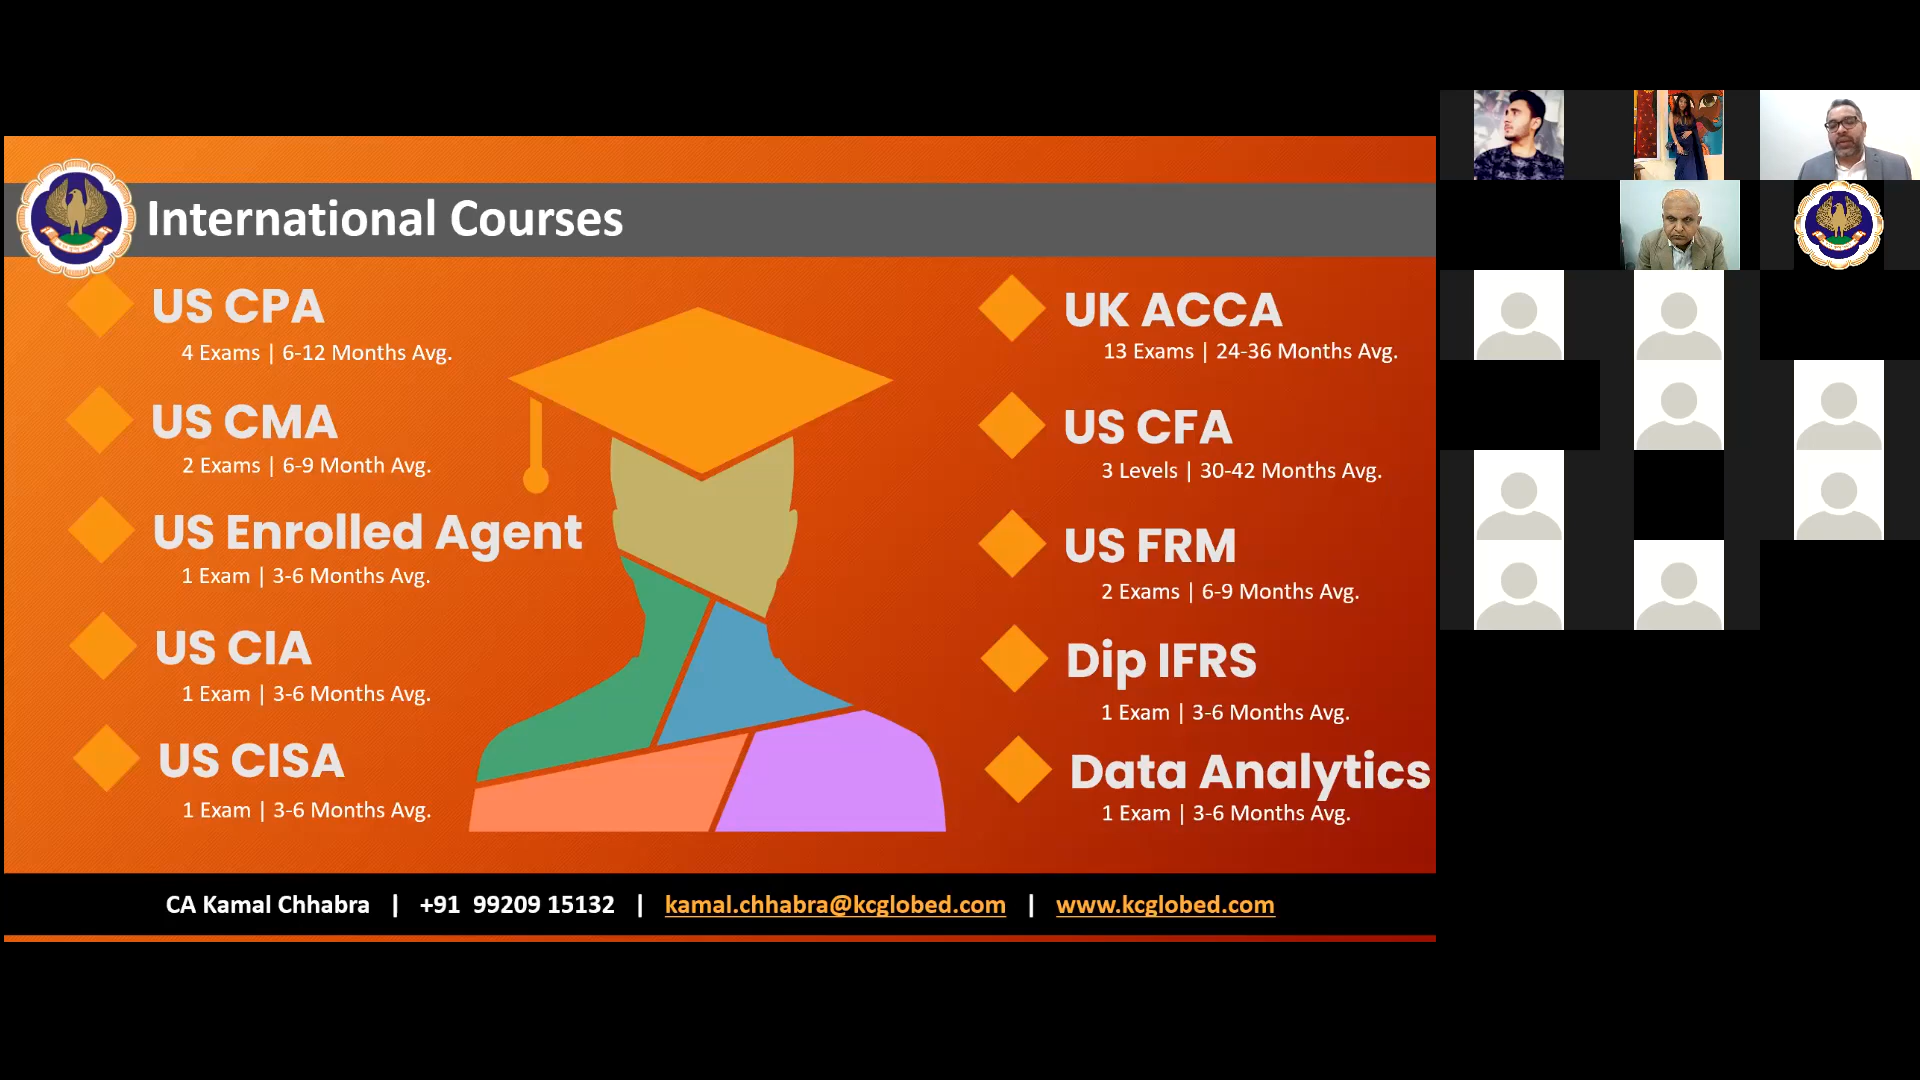 International Courses
US CPA
4 Exams | 6-12 Months Avg.
US CMA
2 Exams | 6-9 Month Avg.
US Enrolled Agent
1 Exam | 3-6 Months Avg.
US CIA
1 Exam | 3-6 Months Avg.
US CISA
1 Exam | 3-6 Months Avg.
UK ACCA
13 Exams | 24-36 Months Avg.
US CFA
3 Levels | 30-42 Months Avg.
US FRM
2 Exams | 6-9 Months Avg.
Dip IFRS
1 Exam | 3-6 Months Avg.
Data Analytics
1 Exam | 3-6 Months Avg.
CA Kamal Chhabra | +91 99209 15132 | kamal.chhabra@kcglobed.com | www.kcglobed.com